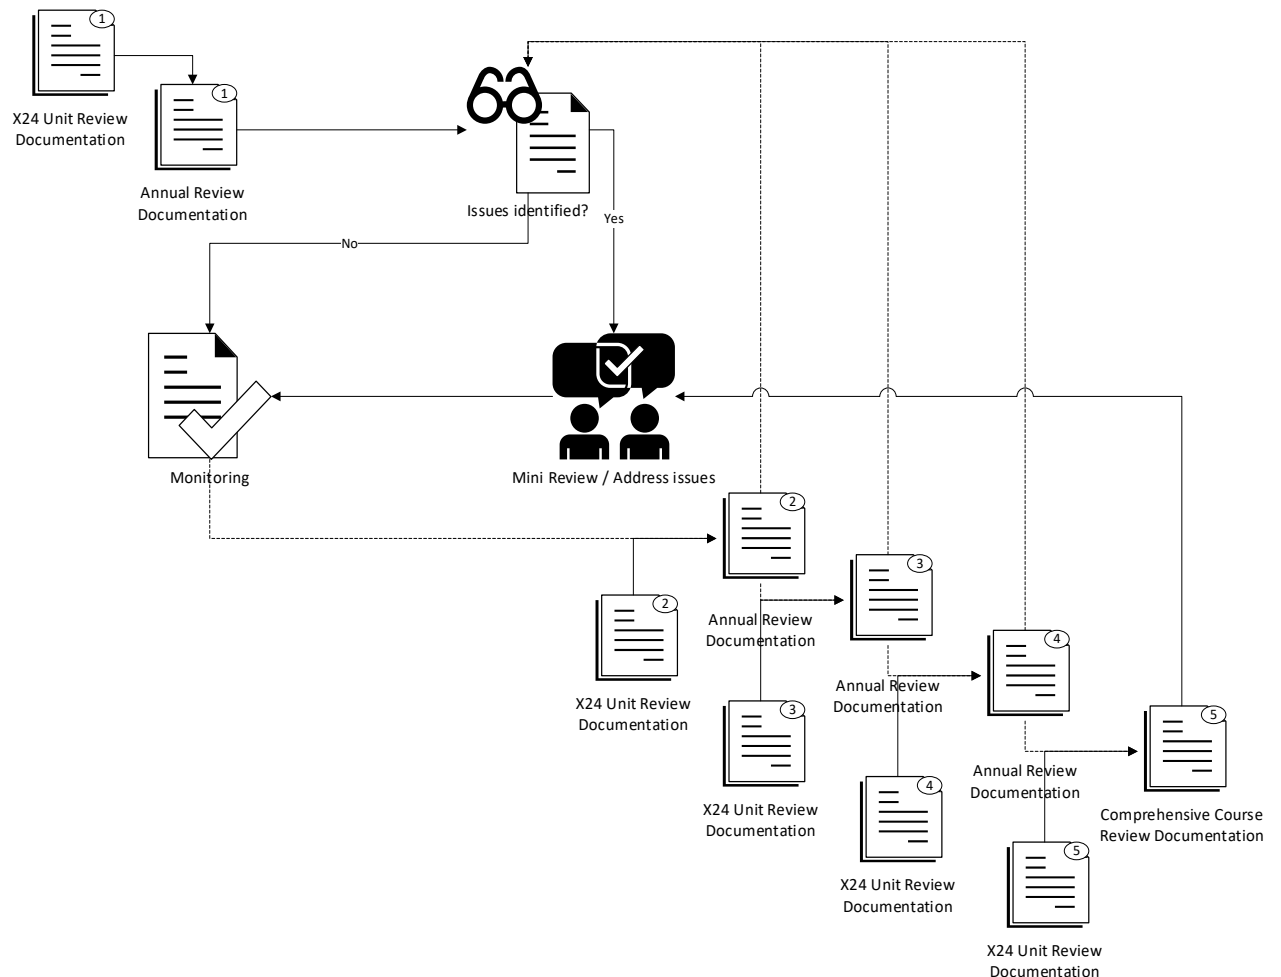 1
X24 Unit Review
Documentation
1
Annual Review
Documentation
Issues identified?
Yes
No
Monitoring
Mini Review / Address issues
2
Annual Review
Documentation
2
X24 Unit Review
Documentation
3
Annual Review
Documentation
3
X24 Unit Review
Documentation
4
Annual Review
Documentation
4
X24 Unit Review
Documentation
5
Comprehensive Course
Review Documentation
5
X24 Unit Review
Documentation